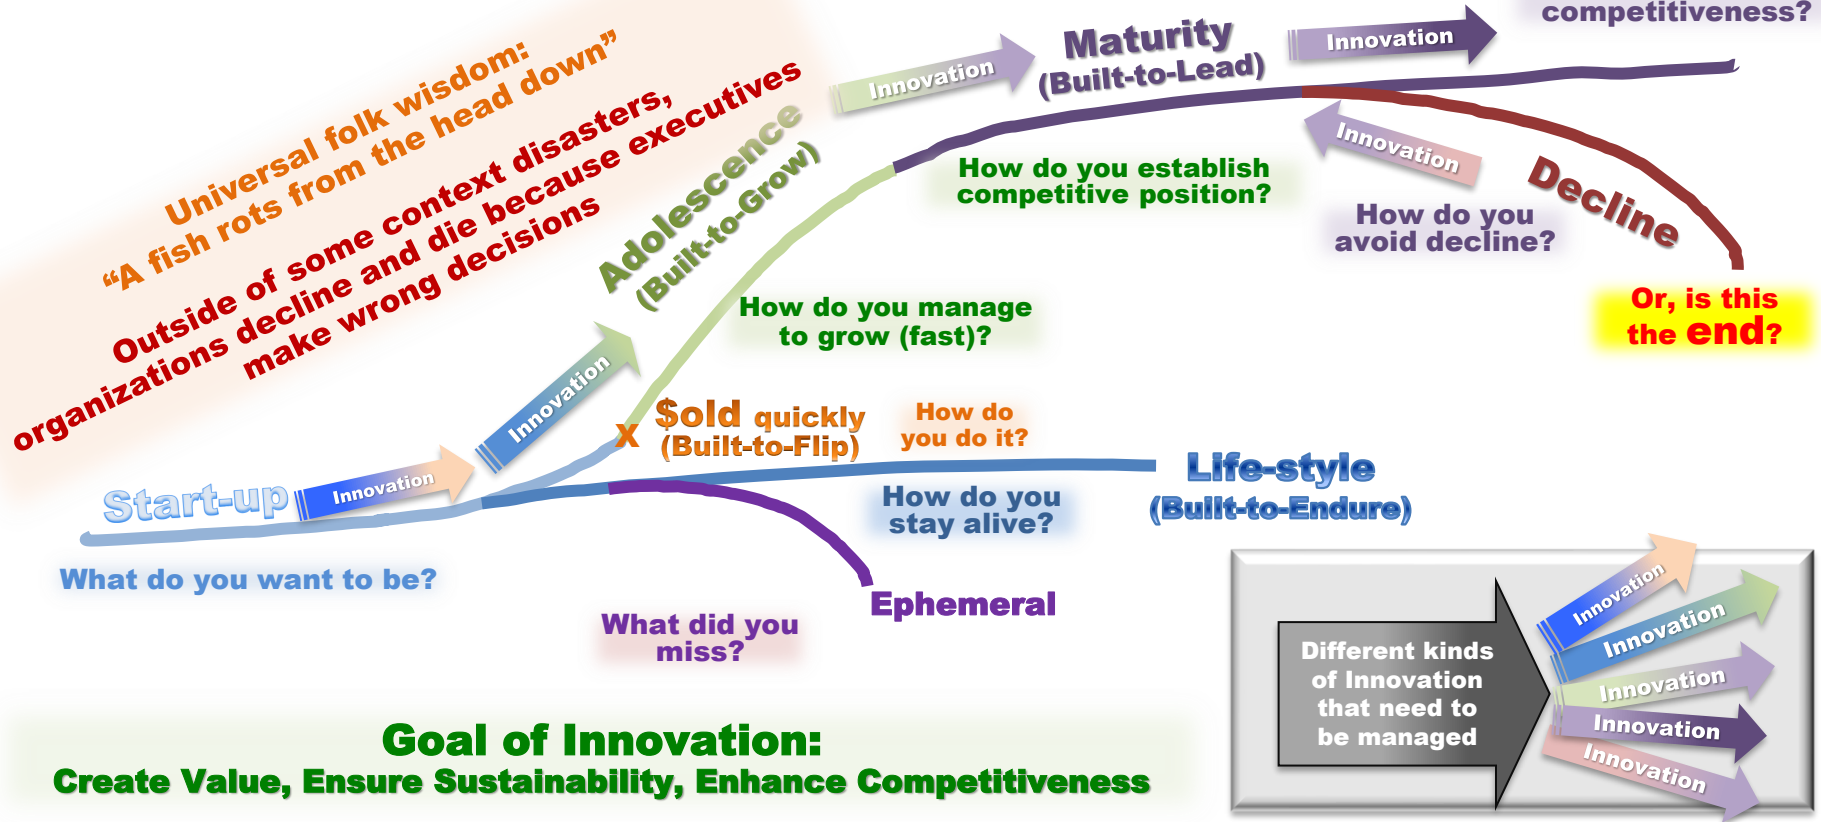 competitiveness?
Innovation
Maturity
(Built-to-Lead)
Innovation
Universal folk wisdom:
“A fish rots from the head down”
Outside of some context disasters,
organizations decline and die because executives
make wrong decisions
Adolescence
(Built-to-Grow)
Innovation
How do you establish
competitive position?
Decline
How do you
avoid decline?
Or, is this
the end?
How do you manage
to grow (fast)?
Innovation
X
$old quickly
(Built-to-Flip)
How do
you do it?
Start-up
Innovation
Life-style
(Built-to-Endure)
How do you
stay alive?
What do you want to be?
Ephemeral
What did you
miss?
Different kinds
of Innovation
that need to
be managed
Innovation
Innovation
Innovation
Innovation
Innovation
Goal of Innovation:
Create Value, Ensure Sustainability, Enhance Competitiveness